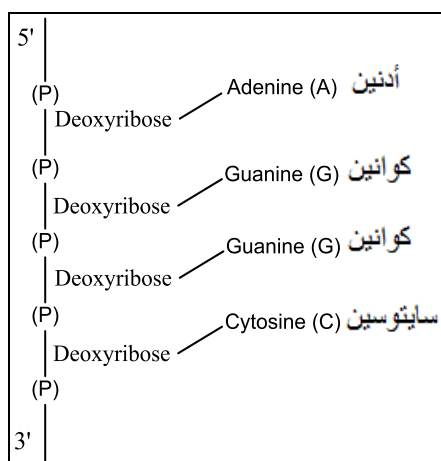 5'
(P)
Adenine (A) أدنين
Deoxyribose
(P)
Guanine (G) كوانين
Deoxyribose
(P)
Guanine (G) كوانين
Deoxyribose
(P)
Cytosine (C) سايتوسين
Deoxyribose
(P)
3'